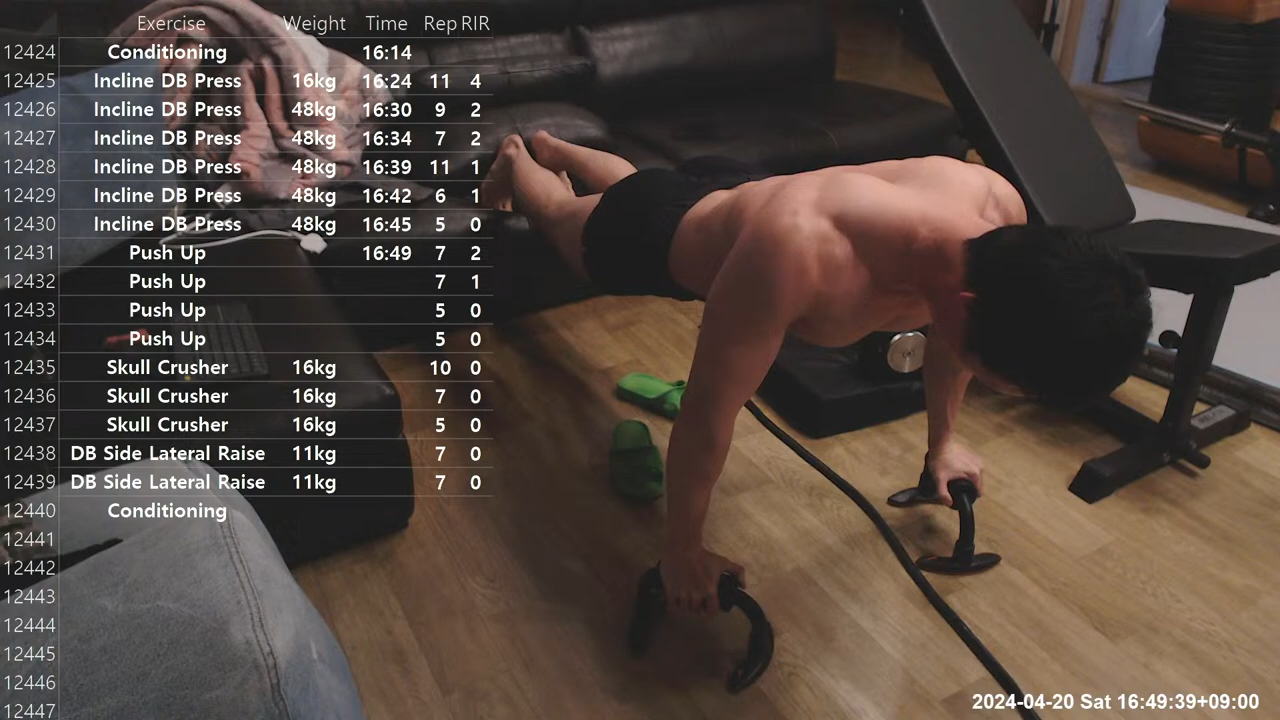 Exercise Weight Time Rep RIR
12424 Conditioning 16:14
12425 Incline DB Press 16kg 16:24 11 4
12426 Incline DB Press 48kg 16:30 9 2
12427 Incline DB Press 48kg 16:34 7 2
12428 Incline DB Press 48kg 16:39 11 1
12429 Incline DB Press 48kg 16:42 6 1
12430 Incline DB Press 48kg 16:45 5 0
12431 Push Up 16:49 7 2
12432 Push Up 7 1
12433 Push Up 5 0
12434 Push Up 5 0
12435 Skull Crusher 16kg 10 0
12436 Skull Crusher 16kg 7 0
12437 Skull Crusher 16kg 5 0
12438 DB Side Lateral Raise 11kg 7 0
12439 DB Side Lateral Raise 11kg 7 0
12440 Conditioning
12441
12442
12443
12444
12445
12446
12447
2024-04-20 Sat 16:49:39+09:00